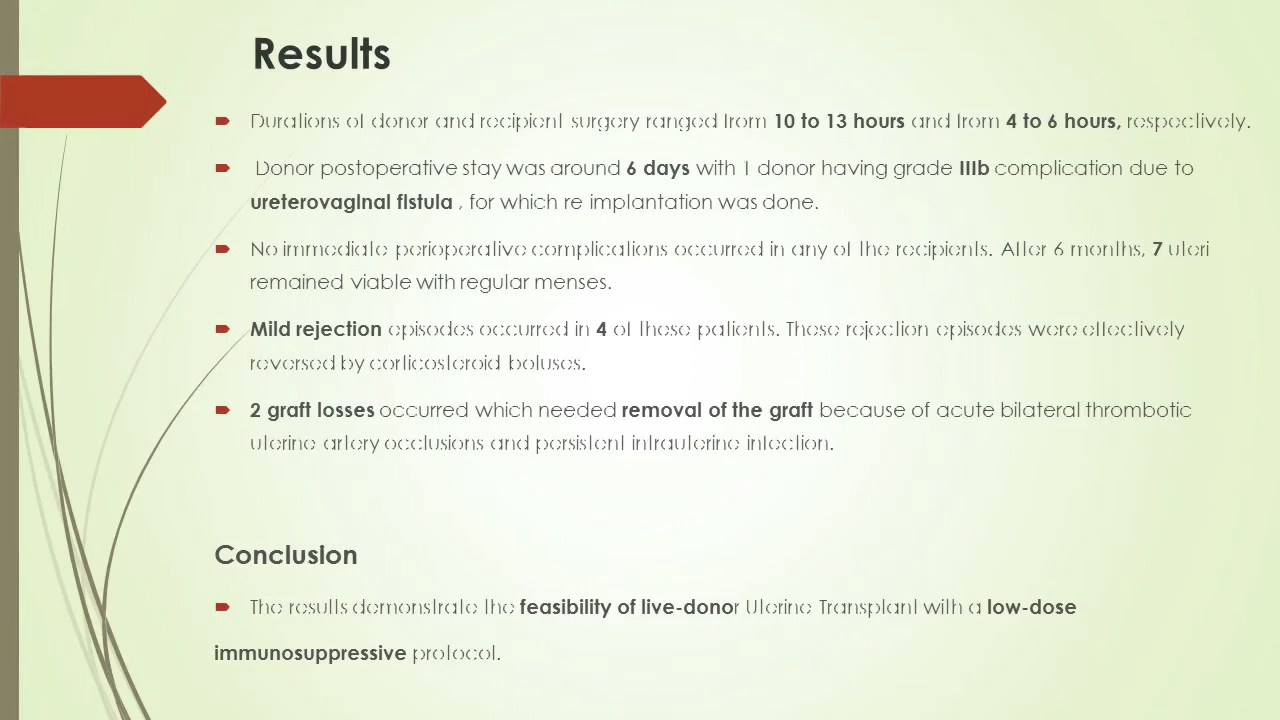 Results
Durations of donor and recipient surgery ranged from 10 to 13 hours and from 4 to 6 hours, respectively.
Donor postoperative stay was around 6 days with 1 donor having grade IIIb complication due to
ureterovaginal fistula , for which re implantation was done.
No immediate perioperative complications occurred in any of the recipients. After 6 months, 7 uteri
remained viable with regular menses.
Mild rejection episodes occurred in 4 of these patients. These rejection episodes were effectively
reversed by corticosteroid boluses.
2 graft losses occurred which needed removal of the graft because of acute bilateral thrombotic
uterine artery occlusions and persistent intrauterine infection.
Conclusion
The results demonstrate the feasibility of live-donor Uterine Transplant with a low-dose
immunosuppressive protocol.